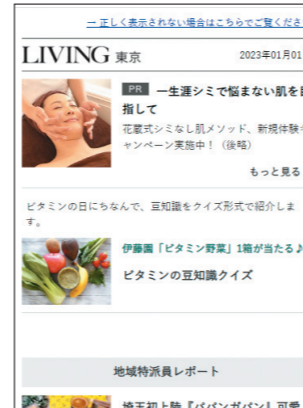 → 正しく表示されない場合はこちらでご覧くださ
LIVING 東京
2023年01月01
PR 一生涯シミで悩まない肌を目
指して
花蔵式シミなし肌メソッド、新規体験キ
ャンペーン実施中！（後略）
もっと見る
ビタミンの日にちなんで、豆知識をクイズ形式で紹介しま
す。
伊藤園「ビタミン野菜」1箱が当たる♪
ビタミンの豆知識クイズ
地域特派員レポート
埼玉初上陸『パパンガパン』可愛